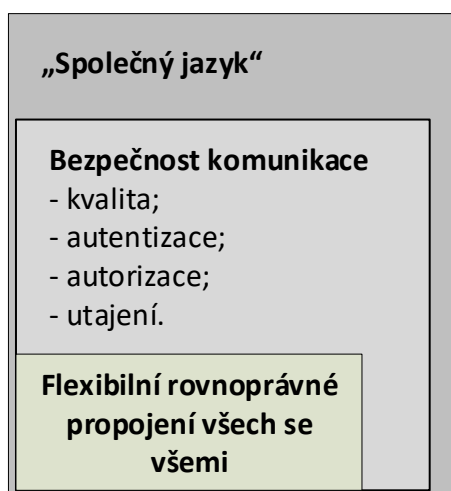 „Společný jazyk“
Bezpečnost komunikace
- kvalita;
- autentizace;
- autorizace;
- utajení.
Flexibilní rovnoprávné
propojení všech se
všemi